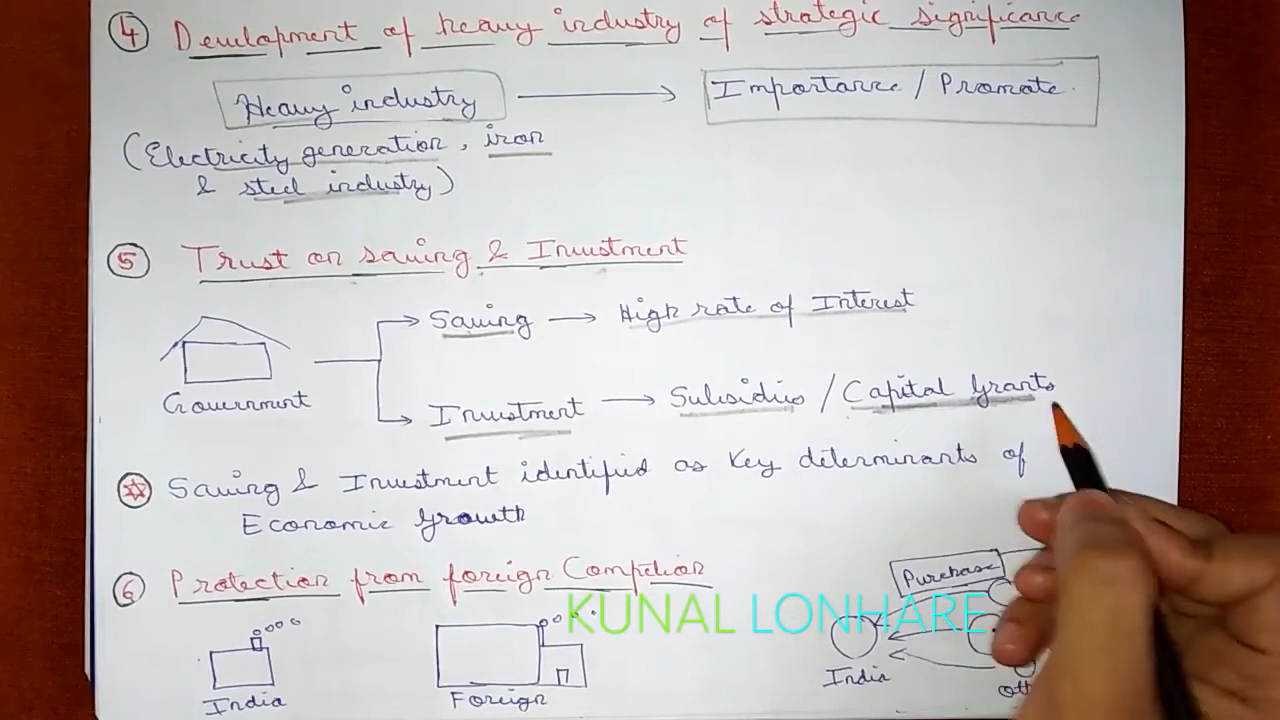 4 Development of heavy industry of strategic significance
Heavy industry
Importance / Promote.
(Electricity generation, iron
& steel industry)
5 Trust on saving & Investment
Saving
High rate of Interest
Government
Investment
Subsidies / Capital Grants
Saving & Investment identified as Key determinants of
Economic Growth
6 Protection from foreign
Purchase
KUNAL LONHARE
India
Foreign
India